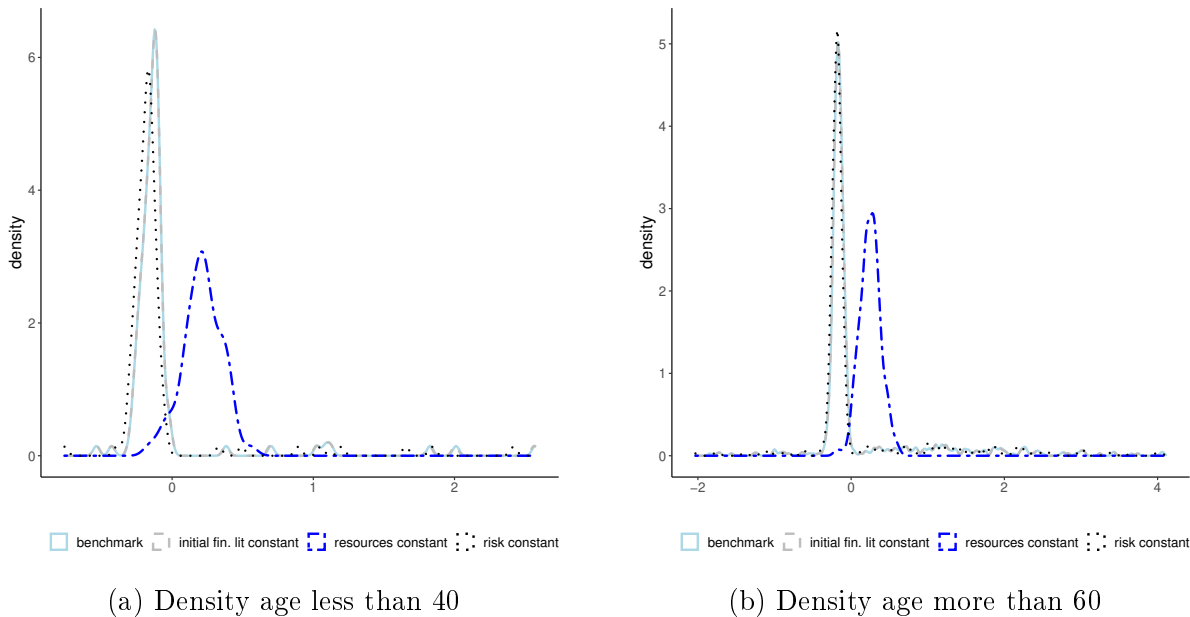 6
4
2
0
density
0
1
2
benchmark
initial fin. lit constant
resources constant
risk constant
(a) Density age less than 40
5
4
3
2
1
0
density
−2
0
2
4
benchmark
initial fin. lit constant
resources constant
risk constant
(b) Density age more than 60